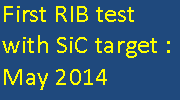 First RIB test
with SiC target :
May 2014